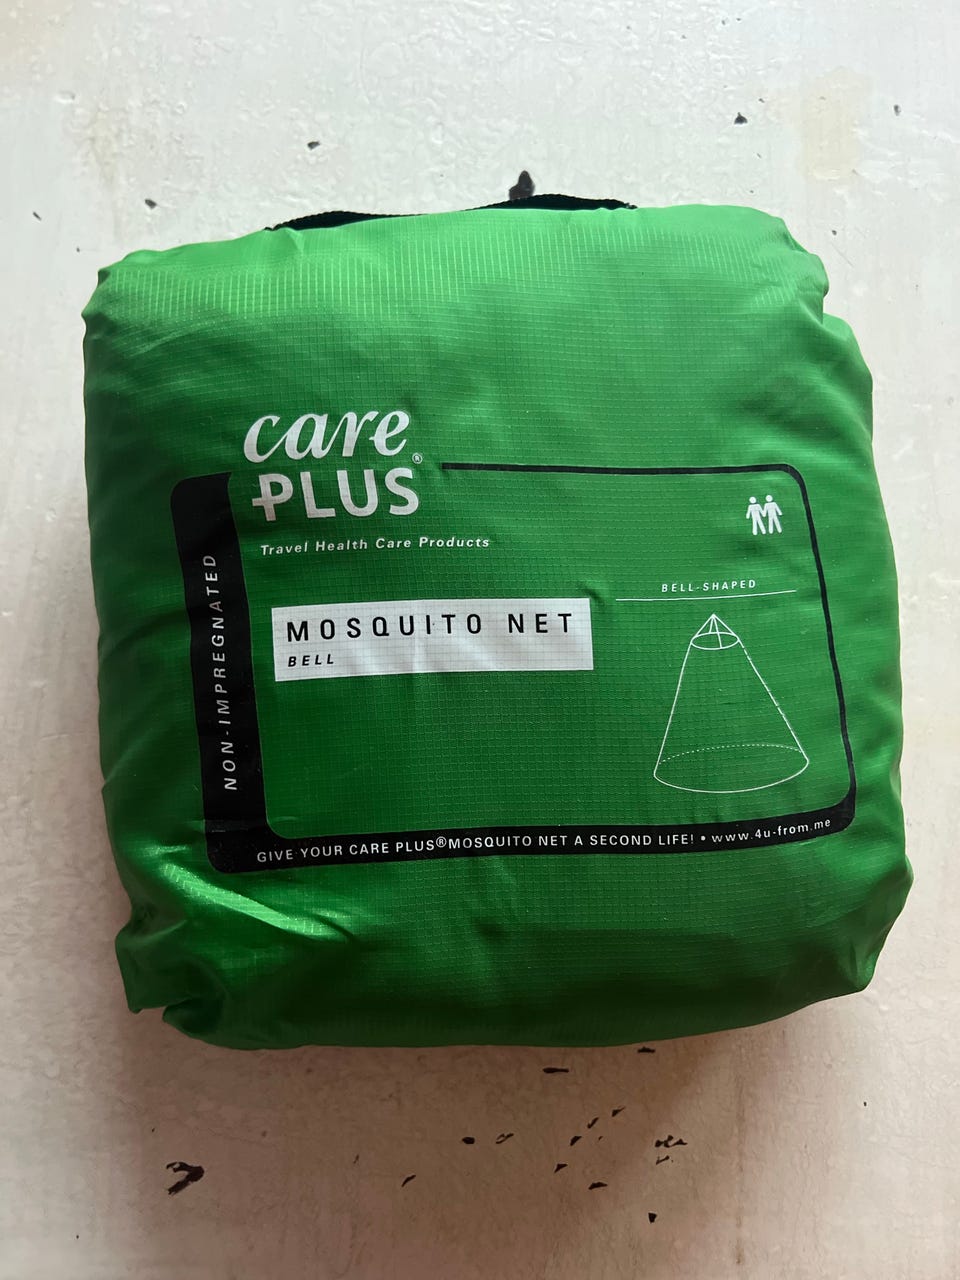 care
PLUS®
Travel Health Care Products
NON-IMPREGNATED
MOSQUITO NET
BELL
BELL-SHAPED
GIVE YOUR CARE PLUS®MOSQUITO NET A SECOND LIFE! • www.4u-from.me